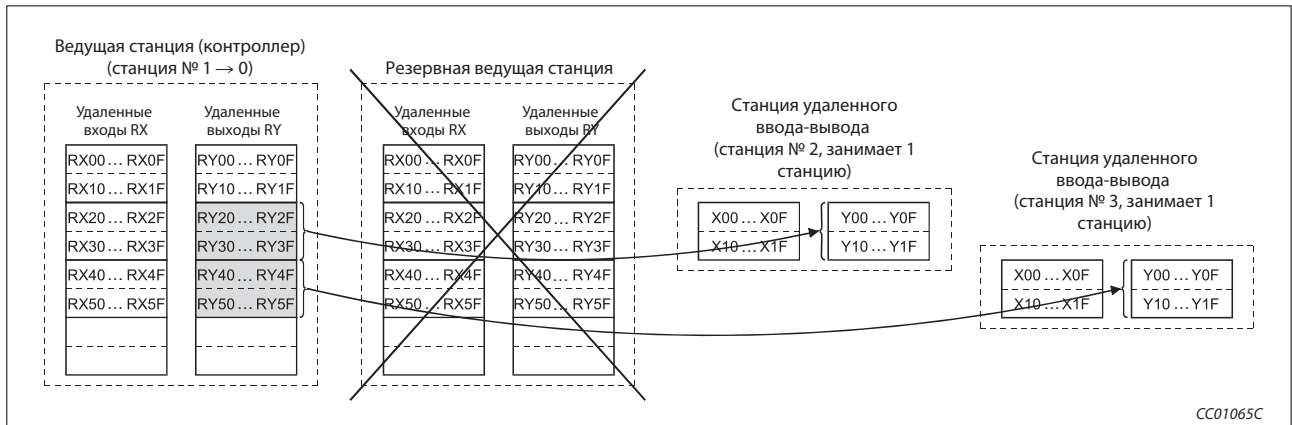 Ведущая станция (контроллер)
(станция № 1 → 0)
Удаленные
входы RX
Удаленные
выходы RY
RX00 ... RX0F
RY00 ... RY0F
RX10 ... RX1F
RY10 ... RY1F
RX20 ... RX2F
RY20 ... RY2F
RX30 ... RX3F
RY30 ... RY3F
RX40 ... RX4F
RY40 ... RY4F
RX50 ... RX5F
RY50 ... RY5F
Резервная ведущая станция
Удаленные
входы RX
Удаленные
выходы RY
RX00 ... RX0F
RY00 ... RY0F
RX10 ... RX1F
RY10 ... RY1F
RX20 ... RX2F
RY20 ... RY2F
RX30 ... RX3F
RY30 ... RY3F
RX40 ... RX4F
RY40 ... RY4F
RX50 ... RX5F
RY50 ... RY5F
Станция удаленного
ввода-вывода
(станция № 2, занимает 1
станцию)
X00 ... X0F
Y00 ... Y0F
X10 ... X1F
Y10 ... Y1F
Станция удаленного
ввода-вывода
(станция № 3, занимает 1
станцию)
X00 ... X0F
Y00 ... Y0F
X10 ... X1F
Y10 ... Y1F
CC01065C